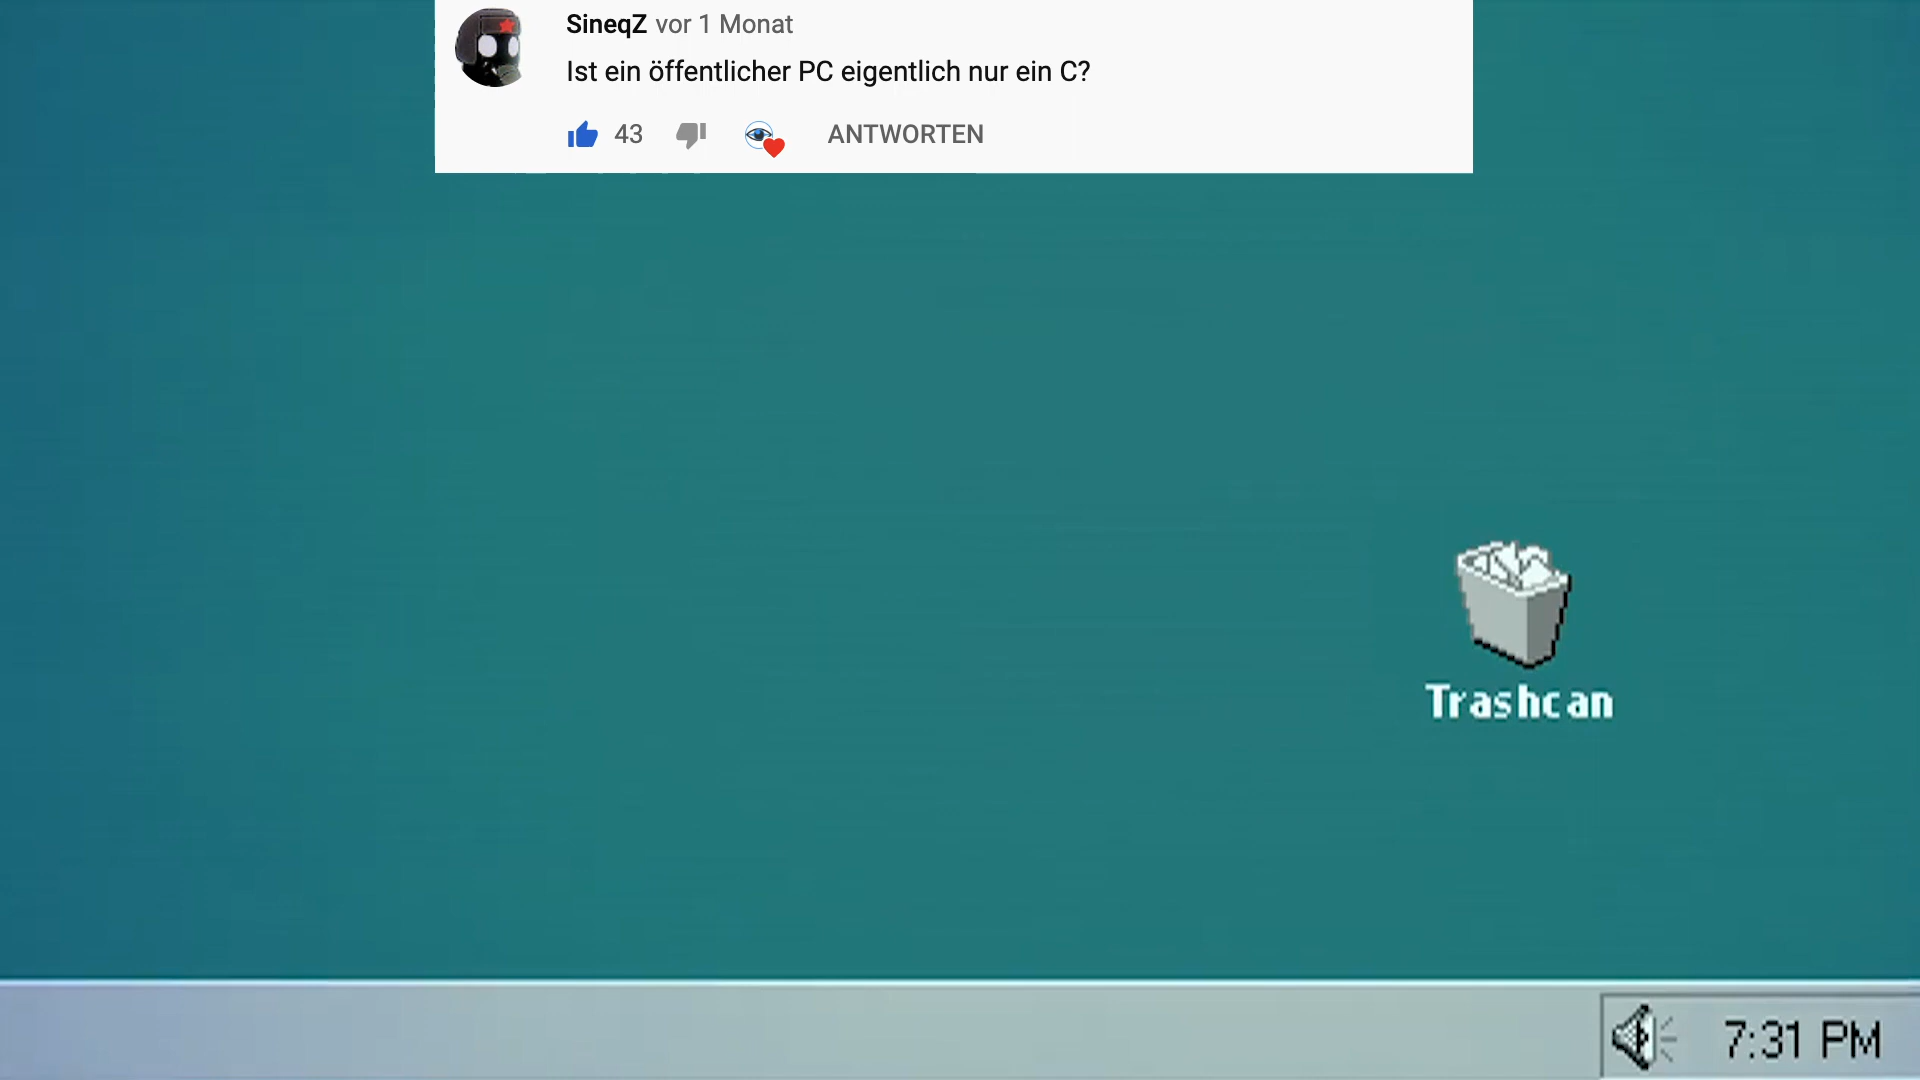 SineqZ vor 1 Monat
Ist ein öffentlicher PC eigentlich nur ein C?
43 ANTWORTEN
Trashcan
7:31 PM